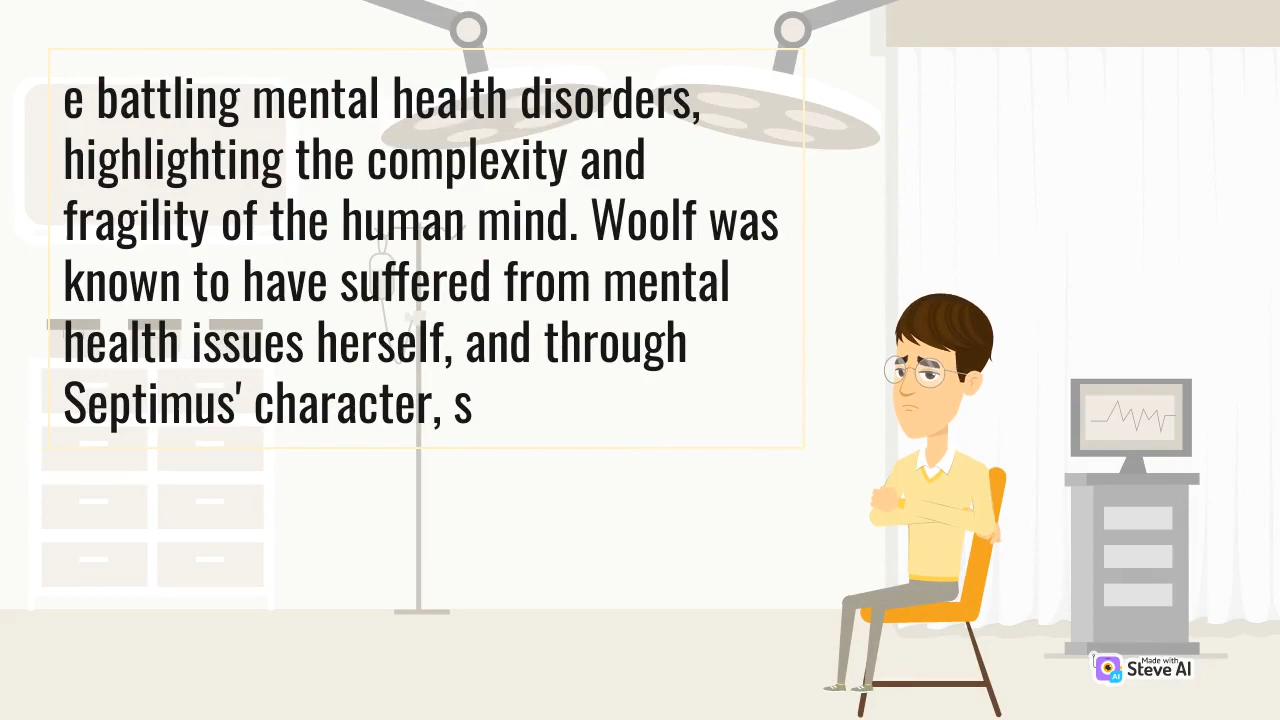 e battling mental health disorders,
highlighting the complexity and
fragility of the human mind. Woolf was
known to have suffered from mental
health issues herself, and through
Septimus' character, s
Made with
Steve AI
AI